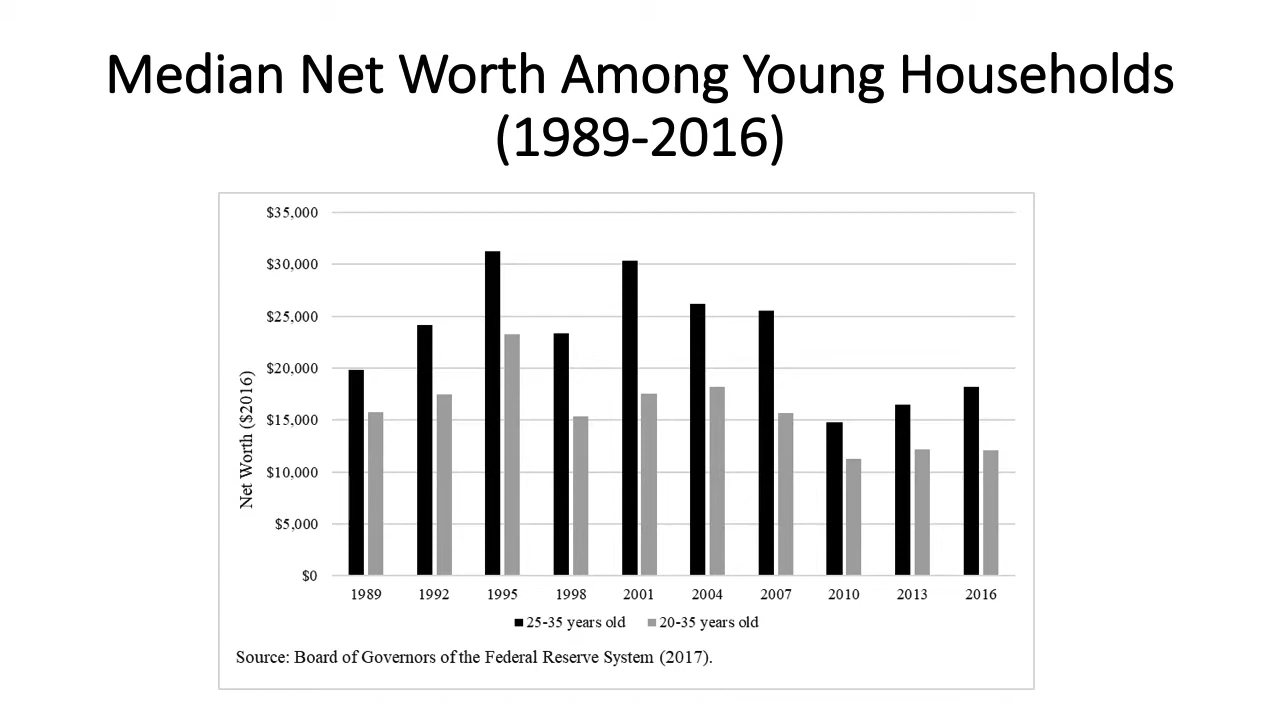 Median Net Worth Among Young Households
(1989-2016)
$35,000
$30,000
$25,000
$20,000
$15,000
$10,000
$5,000
$0
Net Worth ($2016)
1989 1992 1995 1998 2001 2004 2007 2010 2013 2016
25-35 years old 20-35 years old
Source: Board of Governors of the Federal Reserve System (2017).